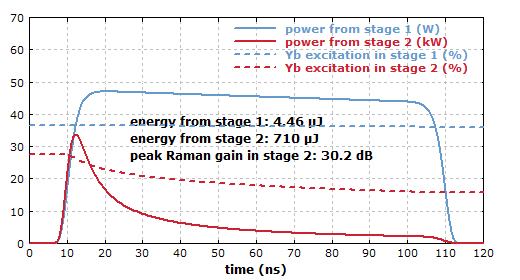 70
60
50
40
30
20
10
0
power from stage 1 (W)
power from stage 2 (kW)
Yb excitation in stage 1 (%)
Yb excitation in stage 2 (%)
energy from stage 1: 4.46 µJ
energy from stage 2: 710 µJ
peak Raman gain in stage 2: 30.2 dB
0 10 20 30 40 50 60 70 80 90 100 110 120
time (ns)